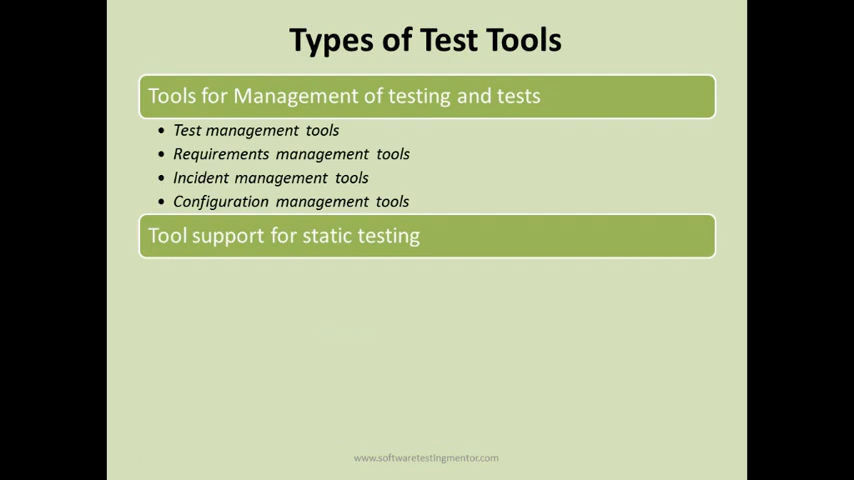 Types of Test Tools
Tools for Management of testing and tests
• Test management tools
• Requirements management tools
• Incident management tools
• Configuration management tools
Tool support for static testing
www.softwaretestingmentor.com